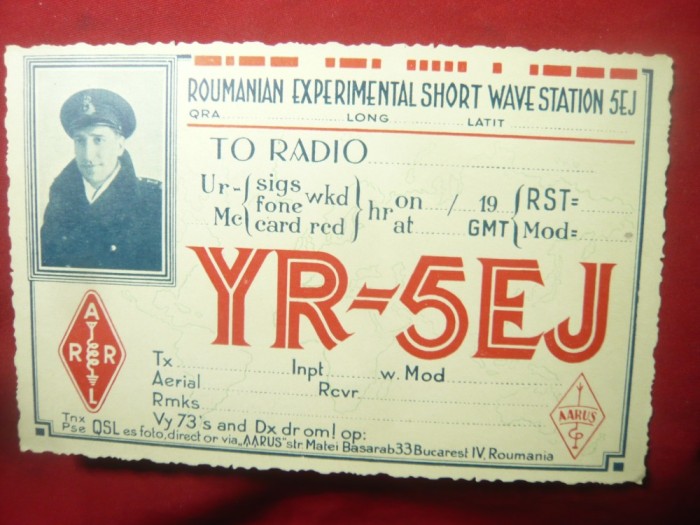 ROUMANIAN EXPERIMENTAL SHORT WAVE STATION 5EJ
QRA LONG LATIT
TO RADIO
Ur- sigs wkd
fone
Mc card rcd
hr on / 19 RST=
at GMT Mod=
YR-5EJ
A
R R
L
Tx Inpt w. Mod
Aerial Rcvr
Rmks
Vy 73's and Dx dr om! op:
AARUS
Tnx
Pse QSL es foto, direct or via „AARUS" str. Matei Basarab 33 Bucarest IV, Roumania